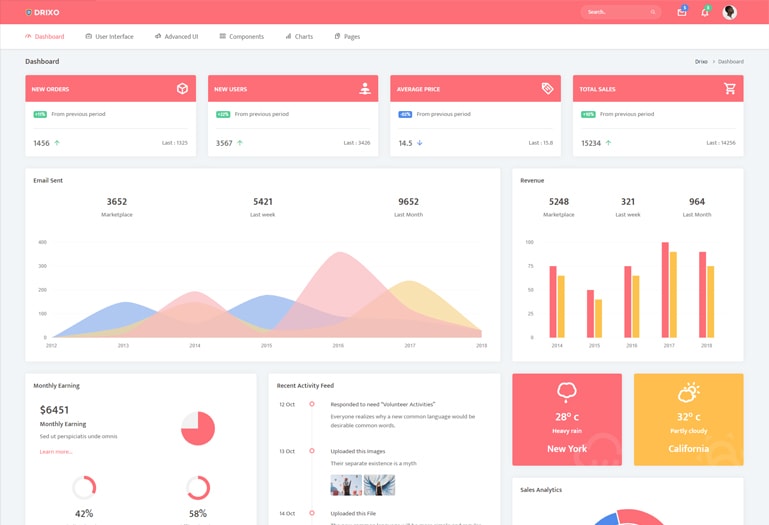 DRIXO
Search..
5
3
Dashboard
User Interface
Advanced UI
Components
Charts
Pages
Dashboard
Drixo > Dashboard
NEW ORDERS
From previous period
1456
Last : 1325
NEW USERS
+22%
From previous period
3567
Last : 3426
AVERAGE PRICE
From previous period
14.5
Last : 15.8
TOTAL SALES
From previous period
15234
Last : 14256
Email Sent
3652
5421
9652
Marketplace
Last week
Last Month
400
300
200
100
0
2012
2013
2014
2015
2016
2017
2018
Revenue
5248
321
964
Marketplace
Last week
Last Month
100
75
50
25
0
2014
2015
2016
2017
2018
Monthly Earning
$6451
Monthly Earning
Sed ut perspiciatis unde omnis
Learn more...
42%
58%
Recent Activity Feed
12 Oct
Responded to need “Volunteer Activities”
Everyone realizes why a new common language would be
desirable common words.
13 Oct
Uploaded this Images
Their separate existence is a myth
14 Oct
Uploaded this File
28° c
Heavy rain
New York
32° c
Partly cloudy
California
Sales Analytics